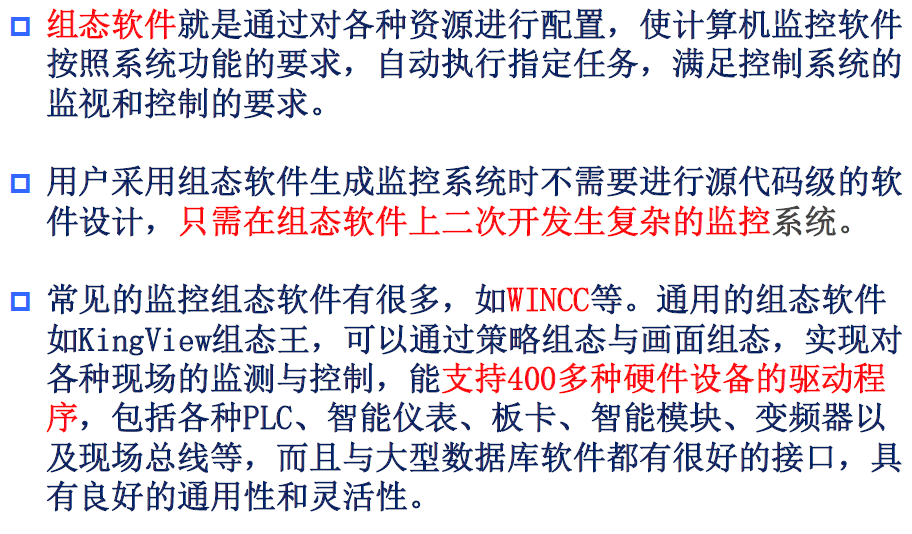 组态软件就是通过对各种资源进行配置，使计算机监控软件
按照系统功能的要求，自动执行指定任务，满足控制系统的
监视和控制的要求。
用户采用组态软件生成监控系统时不需要进行源代码级的软
件设计，只需在组态软件上二次开发生复杂的监控系统。
常见的监控组态软件有很多，如WINCC等。通用的组态软件
如KingView组态王，可以通过策略组态与画面组态，实现对
各种现场的监测与控制，能支持400多种硬件设备的驱动程
序，包括各种PLC、智能仪表、板卡、智能模块、变频器以
及现场总线等，而且与大型数据库软件都有很好的接口，具
有良好的通用性和灵活性。